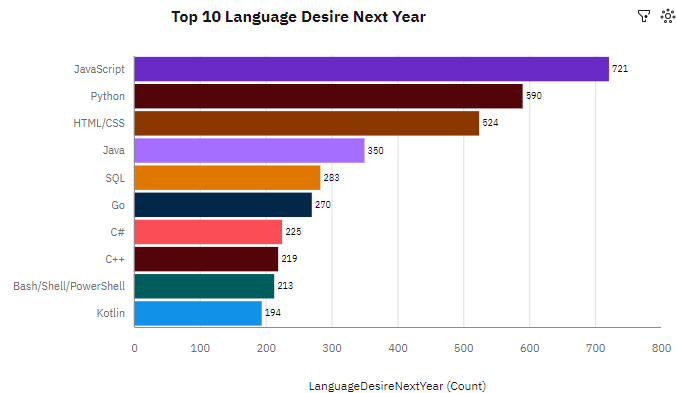 Top 10 Language Desire Next Year
JavaScript 721
Python 590
HTML/CSS 524
Java 350
SQL 283
Go 270
C# 225
C++ 219
Bash/Shell/PowerShell 213
Kotlin 194
0 100 200 300 400 500 600 700 800
LanguageDesireNextYear (Count)